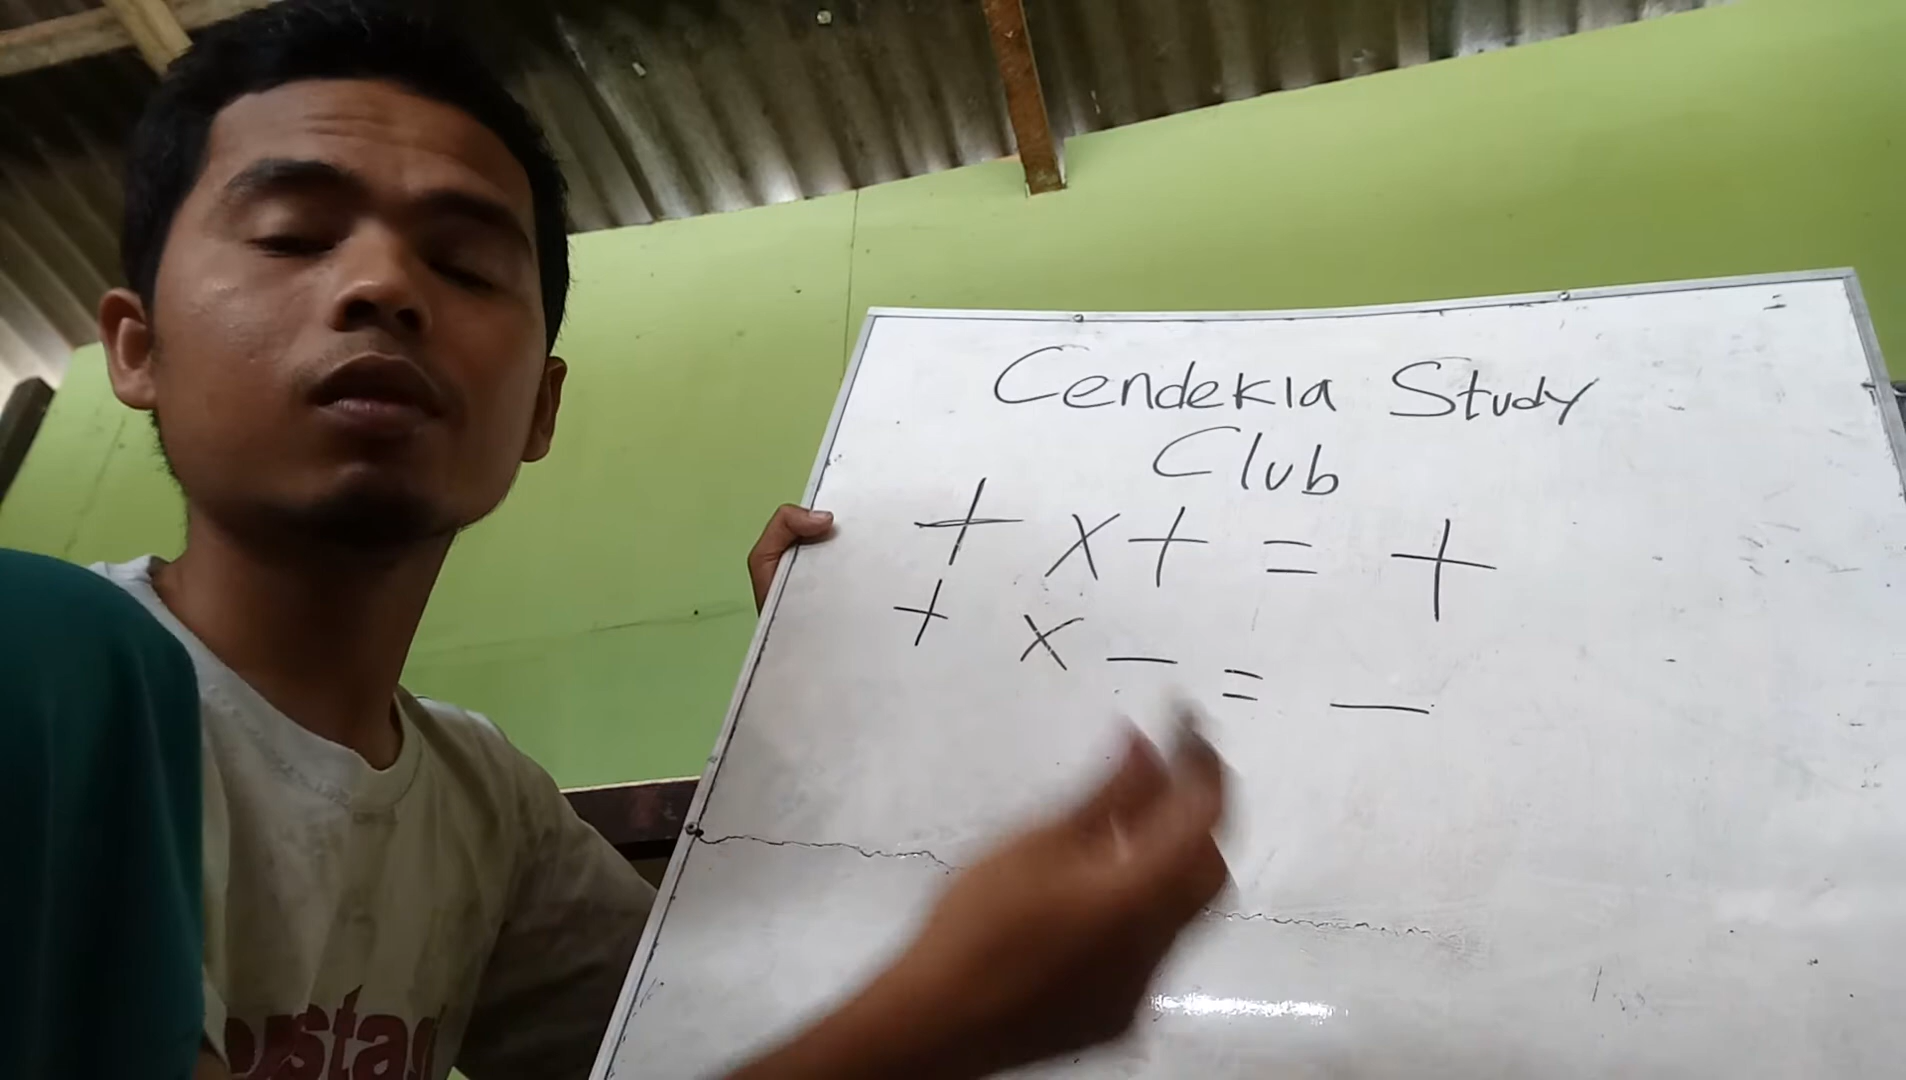 Cendekia Study
Club
+ x + = +
+ x - = -